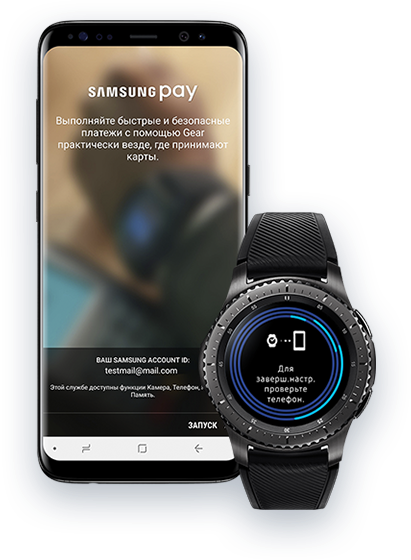 SAMSUNG pay
Выполняйте быстрые и безопасные
платежи с помощью Gear
практически везде, где принимают
карты.
ВАШ SAMSUNG ACCOUNT ID:
testmail@mail.com
Этой службе доступны функции Камера, Телефон,
Память.
ЗАПУСК
Для
заверш.настр.
проверьте
телефон.